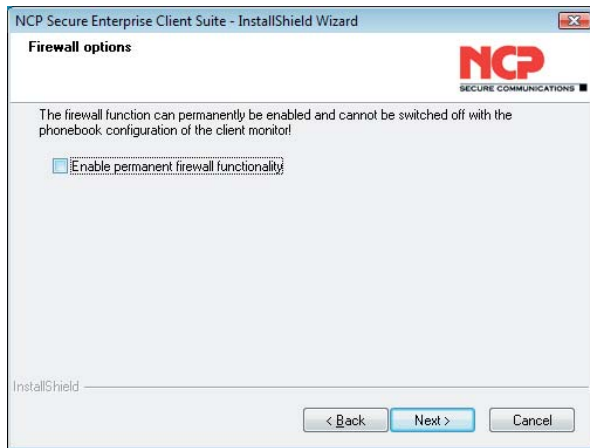 NCP Secure Enterprise Client Suite - InstallShield Wizard
Firewall options
NCP
SECURE COMMUNICATIONS
The firewall function can permanently be enabled and cannot be switched off with the
phonebook configuration of the client monitor!
Enable permanent firewall functionality
InstallShield
< Back
Next >
Cancel